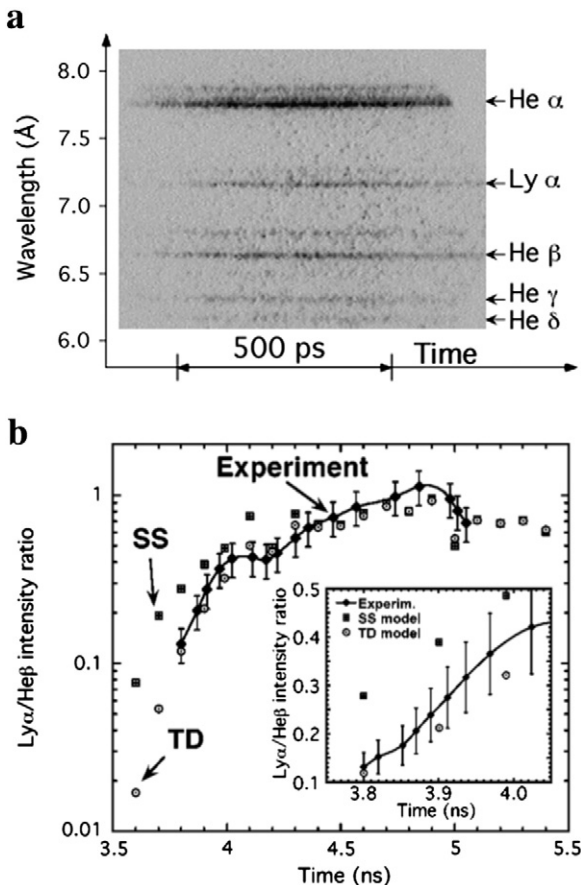 a
8.0
He α
Wavelength (Å)
7.5
Ly α
7.0
He β
6.5
He γ
He δ
6.0
500 ps
Time
b
Experiment
1
SS
Lyα/Heβ intensity ratio
0.1
TD
0.01
3.5 4 4.5 5 5.5
Time (ns)
0.5
Experim.
SS model
TD model
0.4
Lyα/Heβ intensity ratio
0.3
0.2
0.1
3.8 3.9 4.0
Time (ns)